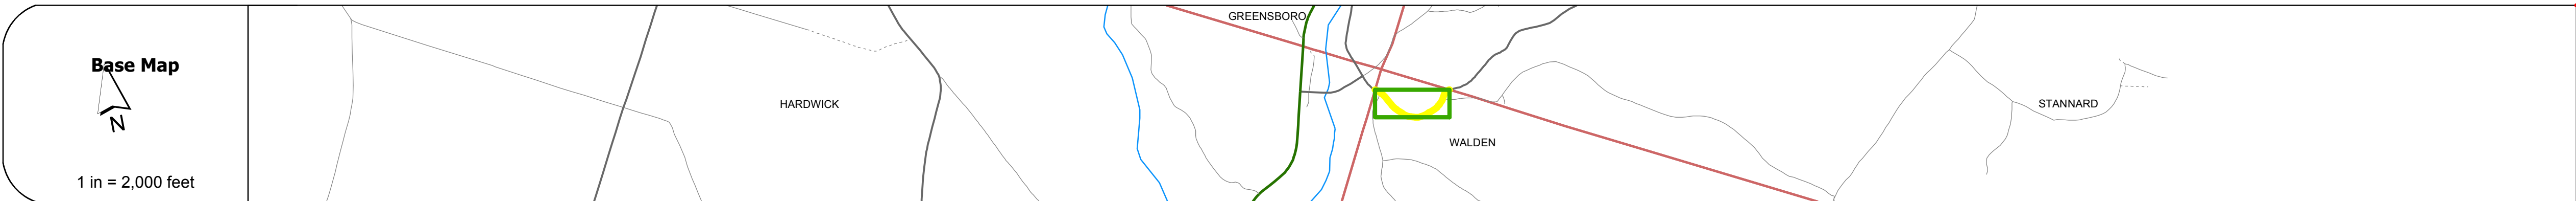 Base Map
N
1 in = 2,000 feet
GREENSBORO
HARDWICK
WALDEN
STANNARD